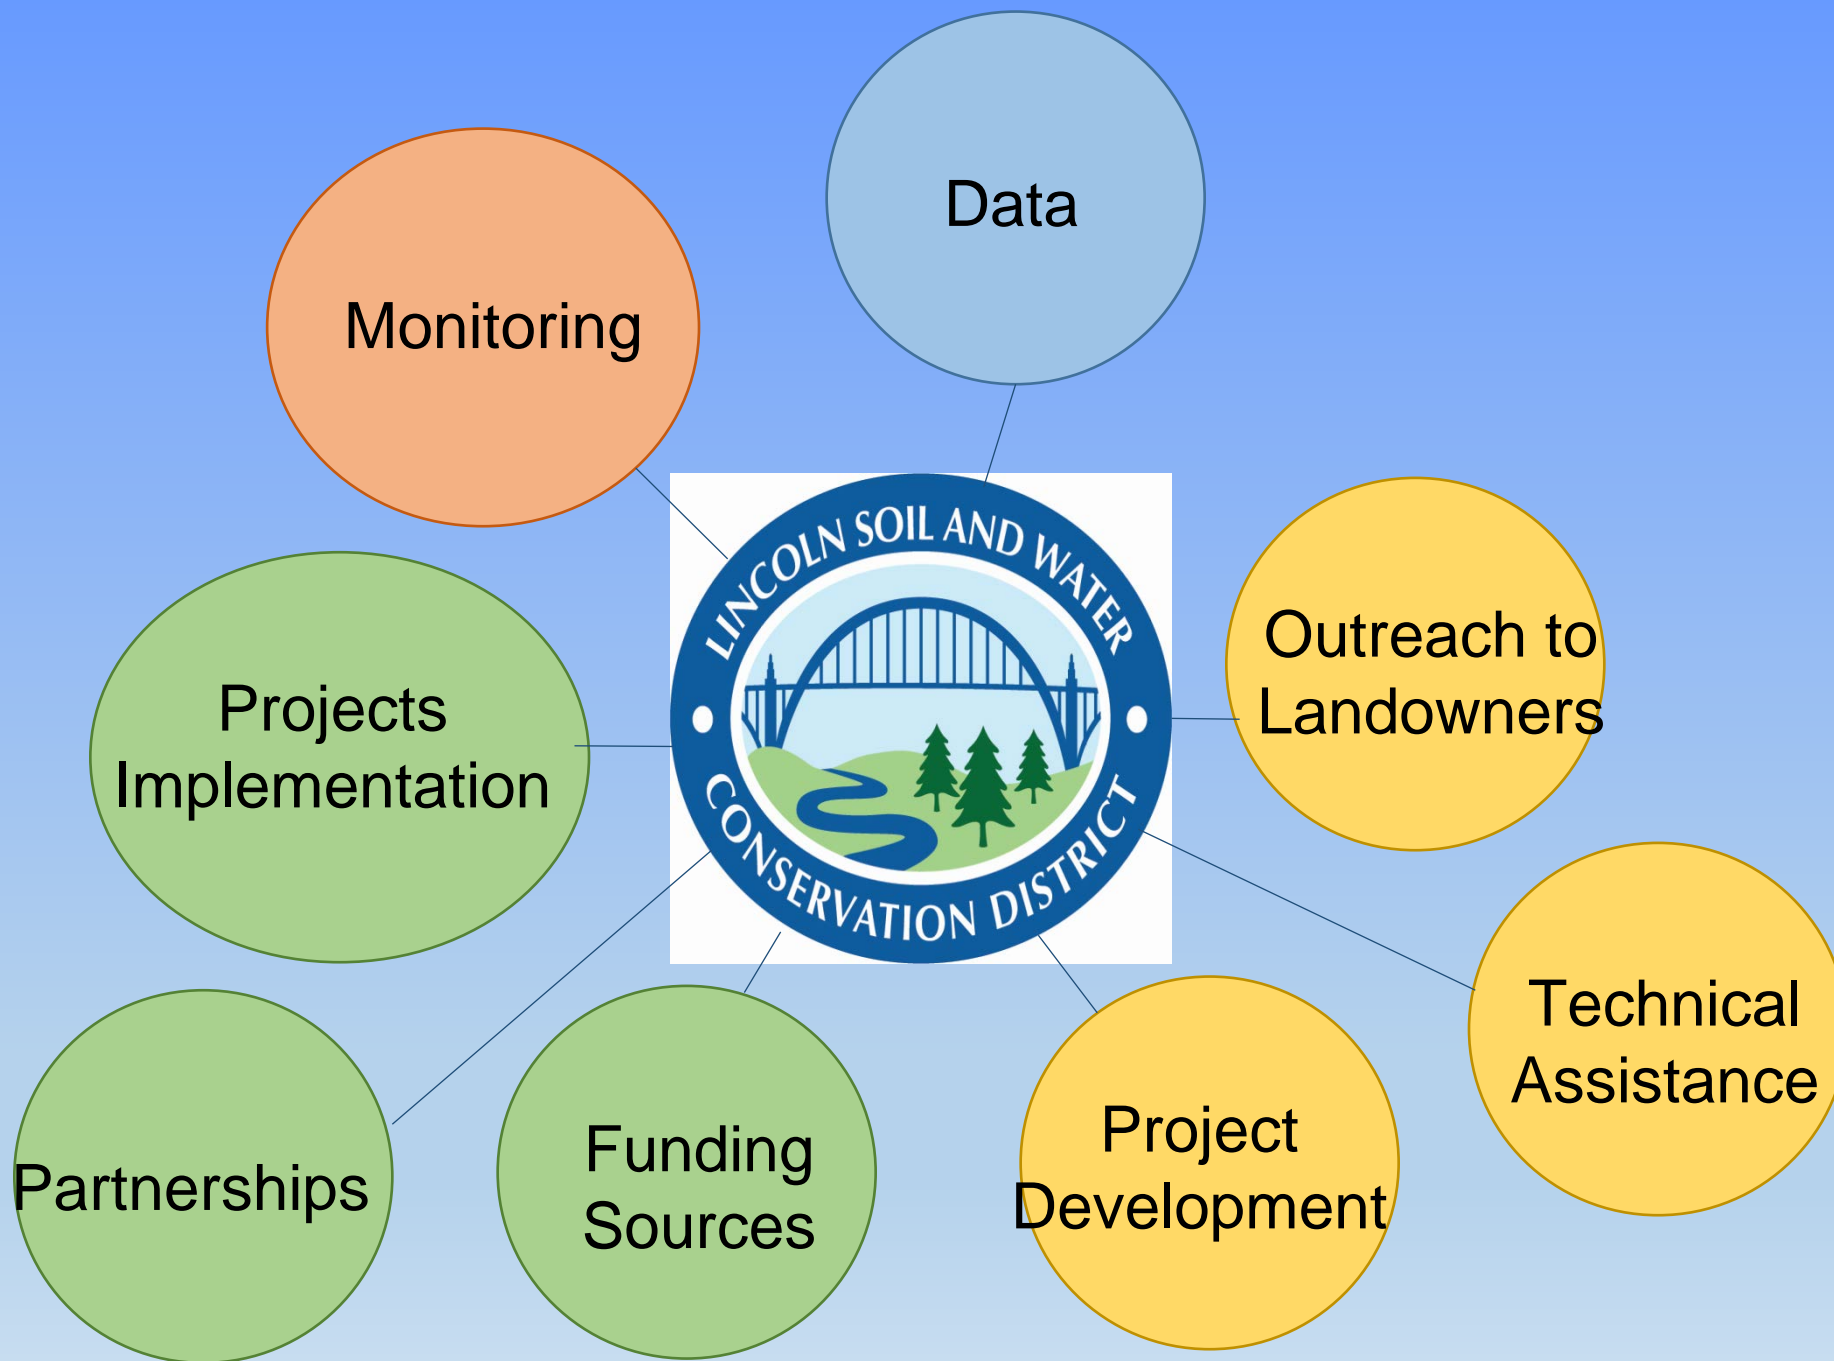 Data
Monitoring
LINCOLN SOIL AND WATER
CONSERVATION DISTRICT
Outreach to
Landowners
Projects
Implementation
Technical
Assistance
Project
Development
Funding
Sources
Partnerships